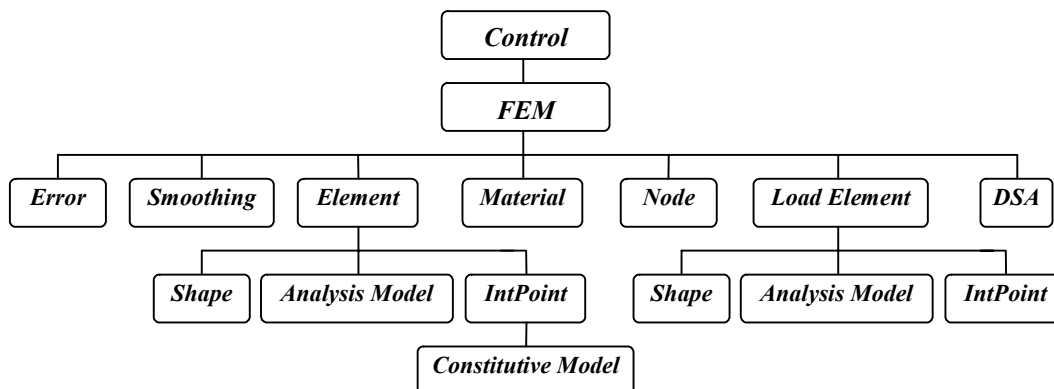 Control
FEM
Error
Smoothing
Element
Material
Node
Load Element
DSA
Shape
Analysis Model
IntPoint
Shape
Analysis Model
IntPoint
Constitutive Model